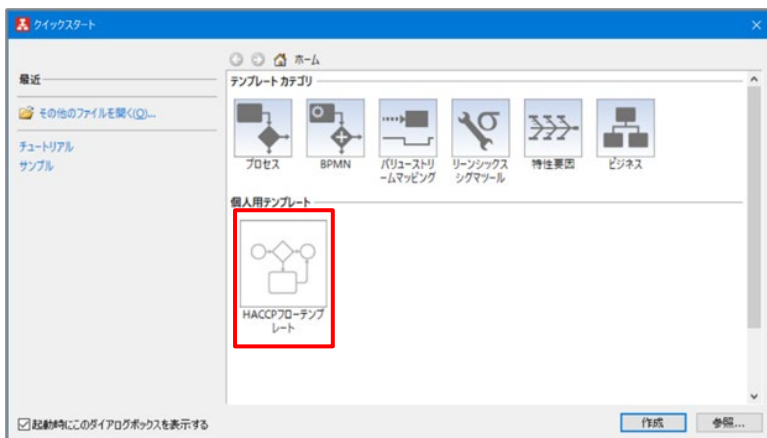 クイックスタート
ホーム
最近
その他のファイルを開く(O)...
チュートリアル
サンプル
テンプレート カテゴリ
プロセス
BPMN
バリューストリ
ームマッピング
リーンシックス
シグマツール
特性要因
ビジネス
個人用テンプレート
HACCPフローテンプ
レート
起動時にこのダイアログボックスを表示する
作成
参照...